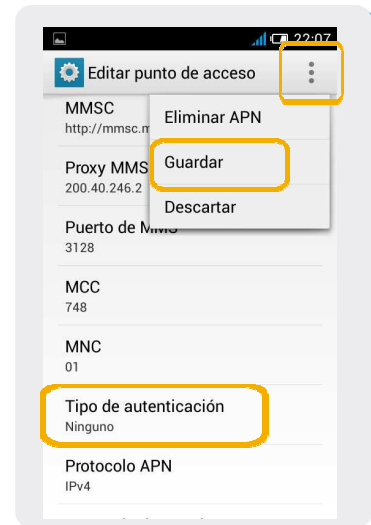 22:07
Editar punto de acceso
MMSC
http://mmsc.m
Eliminar APN
Proxy MMS
200.40.246.2
Guardar
Descartar
Puerto de MMS
3128
MCC
748
MNC
01
Tipo de autenticación
Ninguno
Protocolo APN
IPv4